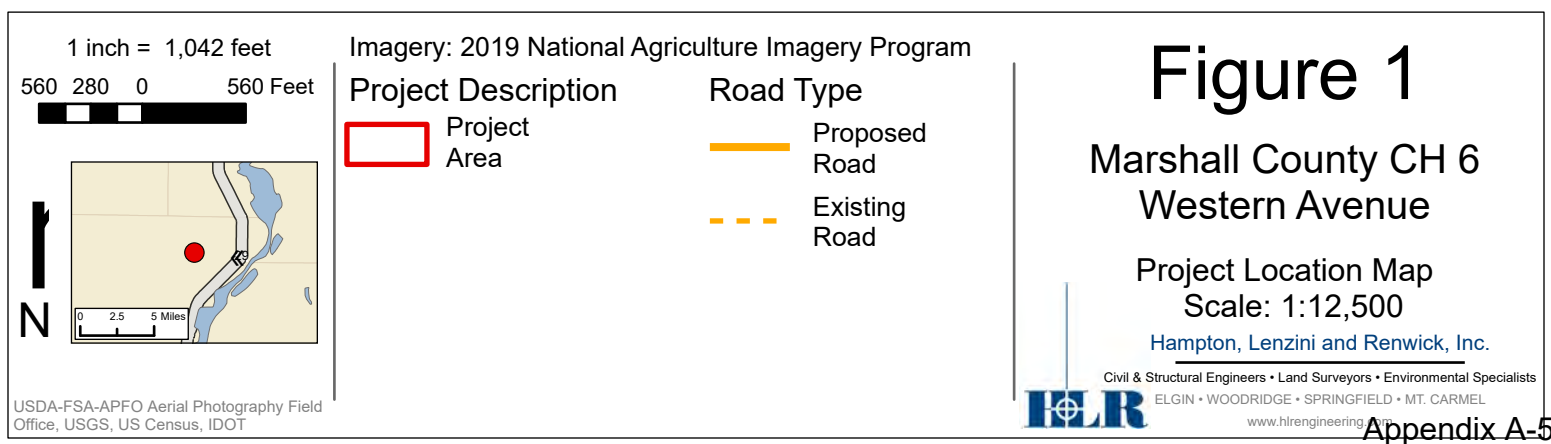 1 inch = 1,042 feet
560 280 0 560 Feet
0 2.5 5 Miles
N
USDA-FSA-APFO Aerial Photography Field
Office, USGS, US Census, IDOT
Imagery: 2019 National Agriculture Imagery Program
Project Description
Project
Area
Road Type
Proposed
Road
Existing
Road
Figure 1
Marshall County CH 6
Western Avenue
Project Location Map
Scale: 1:12,500
Hampton, Lenzini and Renwick, Inc.
Civil & Structural Engineers • Land Surveyors • Environmental Specialists
ELGIN • WOODRIDGE • SPRINGFIELD • MT. CARMEL
www.hlrengineering.com
HLR
Appendix A-5